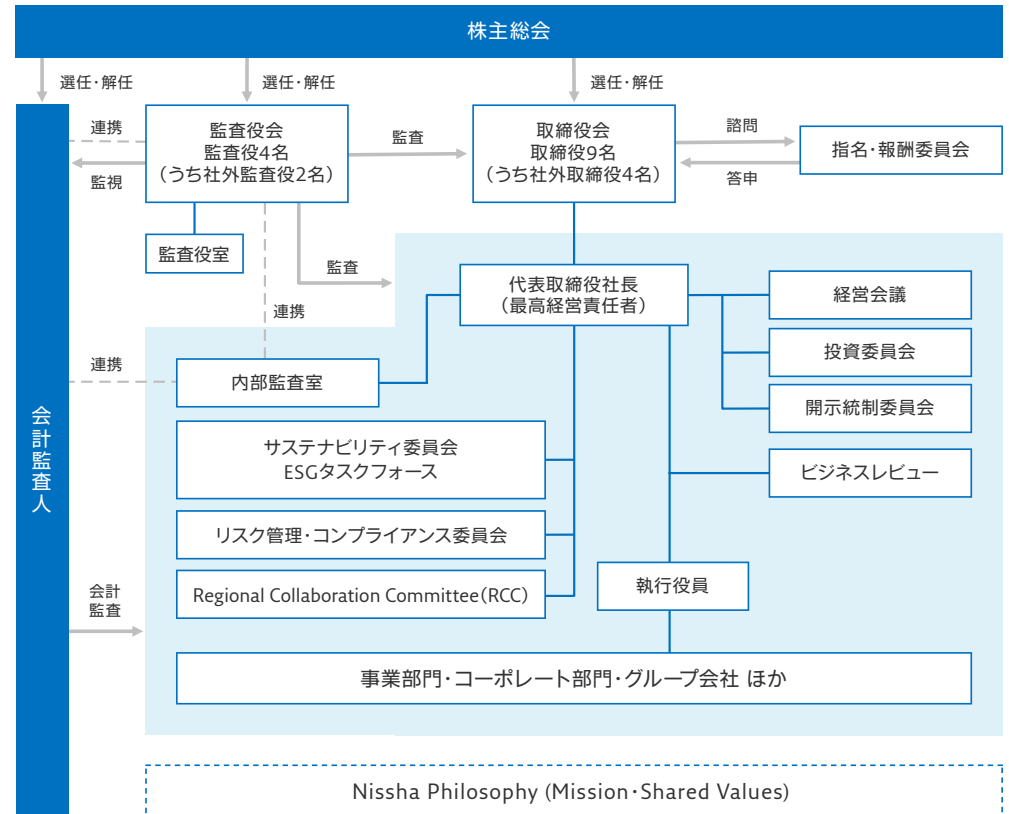 株主総会
選任・解任
選任・解任
選任・解任
連携
監視
監査役会
監査役4名
（うち社外監査役2名）
監査
取締役会
取締役9名
（うち社外取締役4名）
諮問
答申
指名・報酬委員会
監査役室
監査
連携
代表取締役社長
（最高経営責任者）
経営会議
投資委員会
開示統制委員会
ビジネスレビュー
連携
内部監査室
会計監査人
サステナビリティ委員会
ESGタスクフォース
リスク管理・コンプライアンス委員会
Regional Collaboration Committee（RCC）
執行役員
会計
監査
事業部門・コーポレート部門・グループ会社 ほか
Nissha Philosophy (Mission・Shared Values)